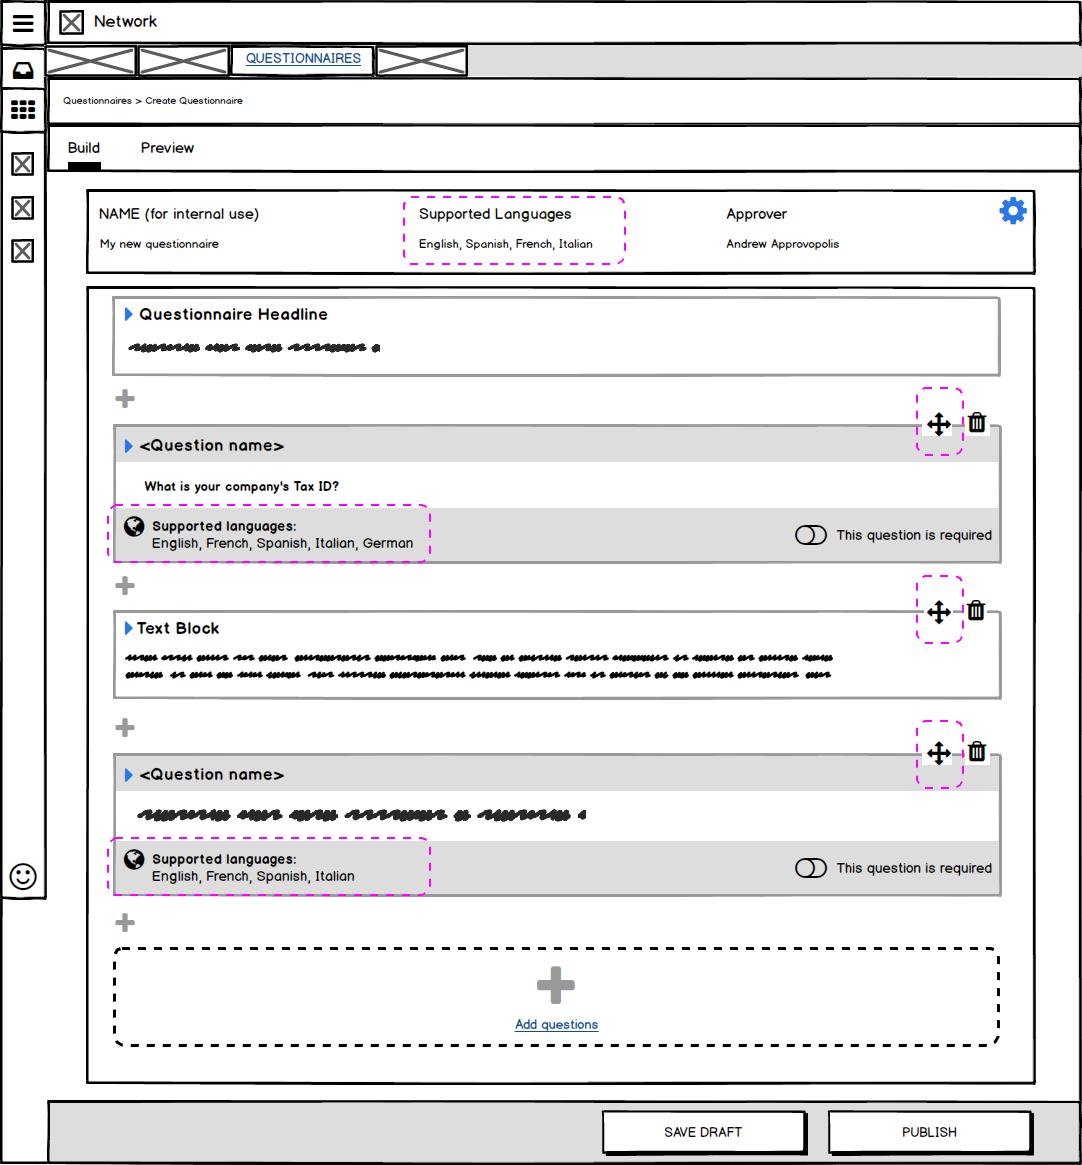 Network
QUESTIONNAIRES
Questionnaires > Create Questionnaire
Build
Preview
NAME (for internal use)
My new questionnaire
Supported Languages
English, Spanish, French, Italian
Approver
Andrew Approvopolis
Questionnaire Headline
<Question name>
What is your company's Tax ID?
Supported languages:
English, French, Spanish, Italian, German
This question is required
Text Block
<Question name>
Supported languages:
English, French, Spanish, Italian
This question is required
Add questions
SAVE DRAFT
PUBLISH